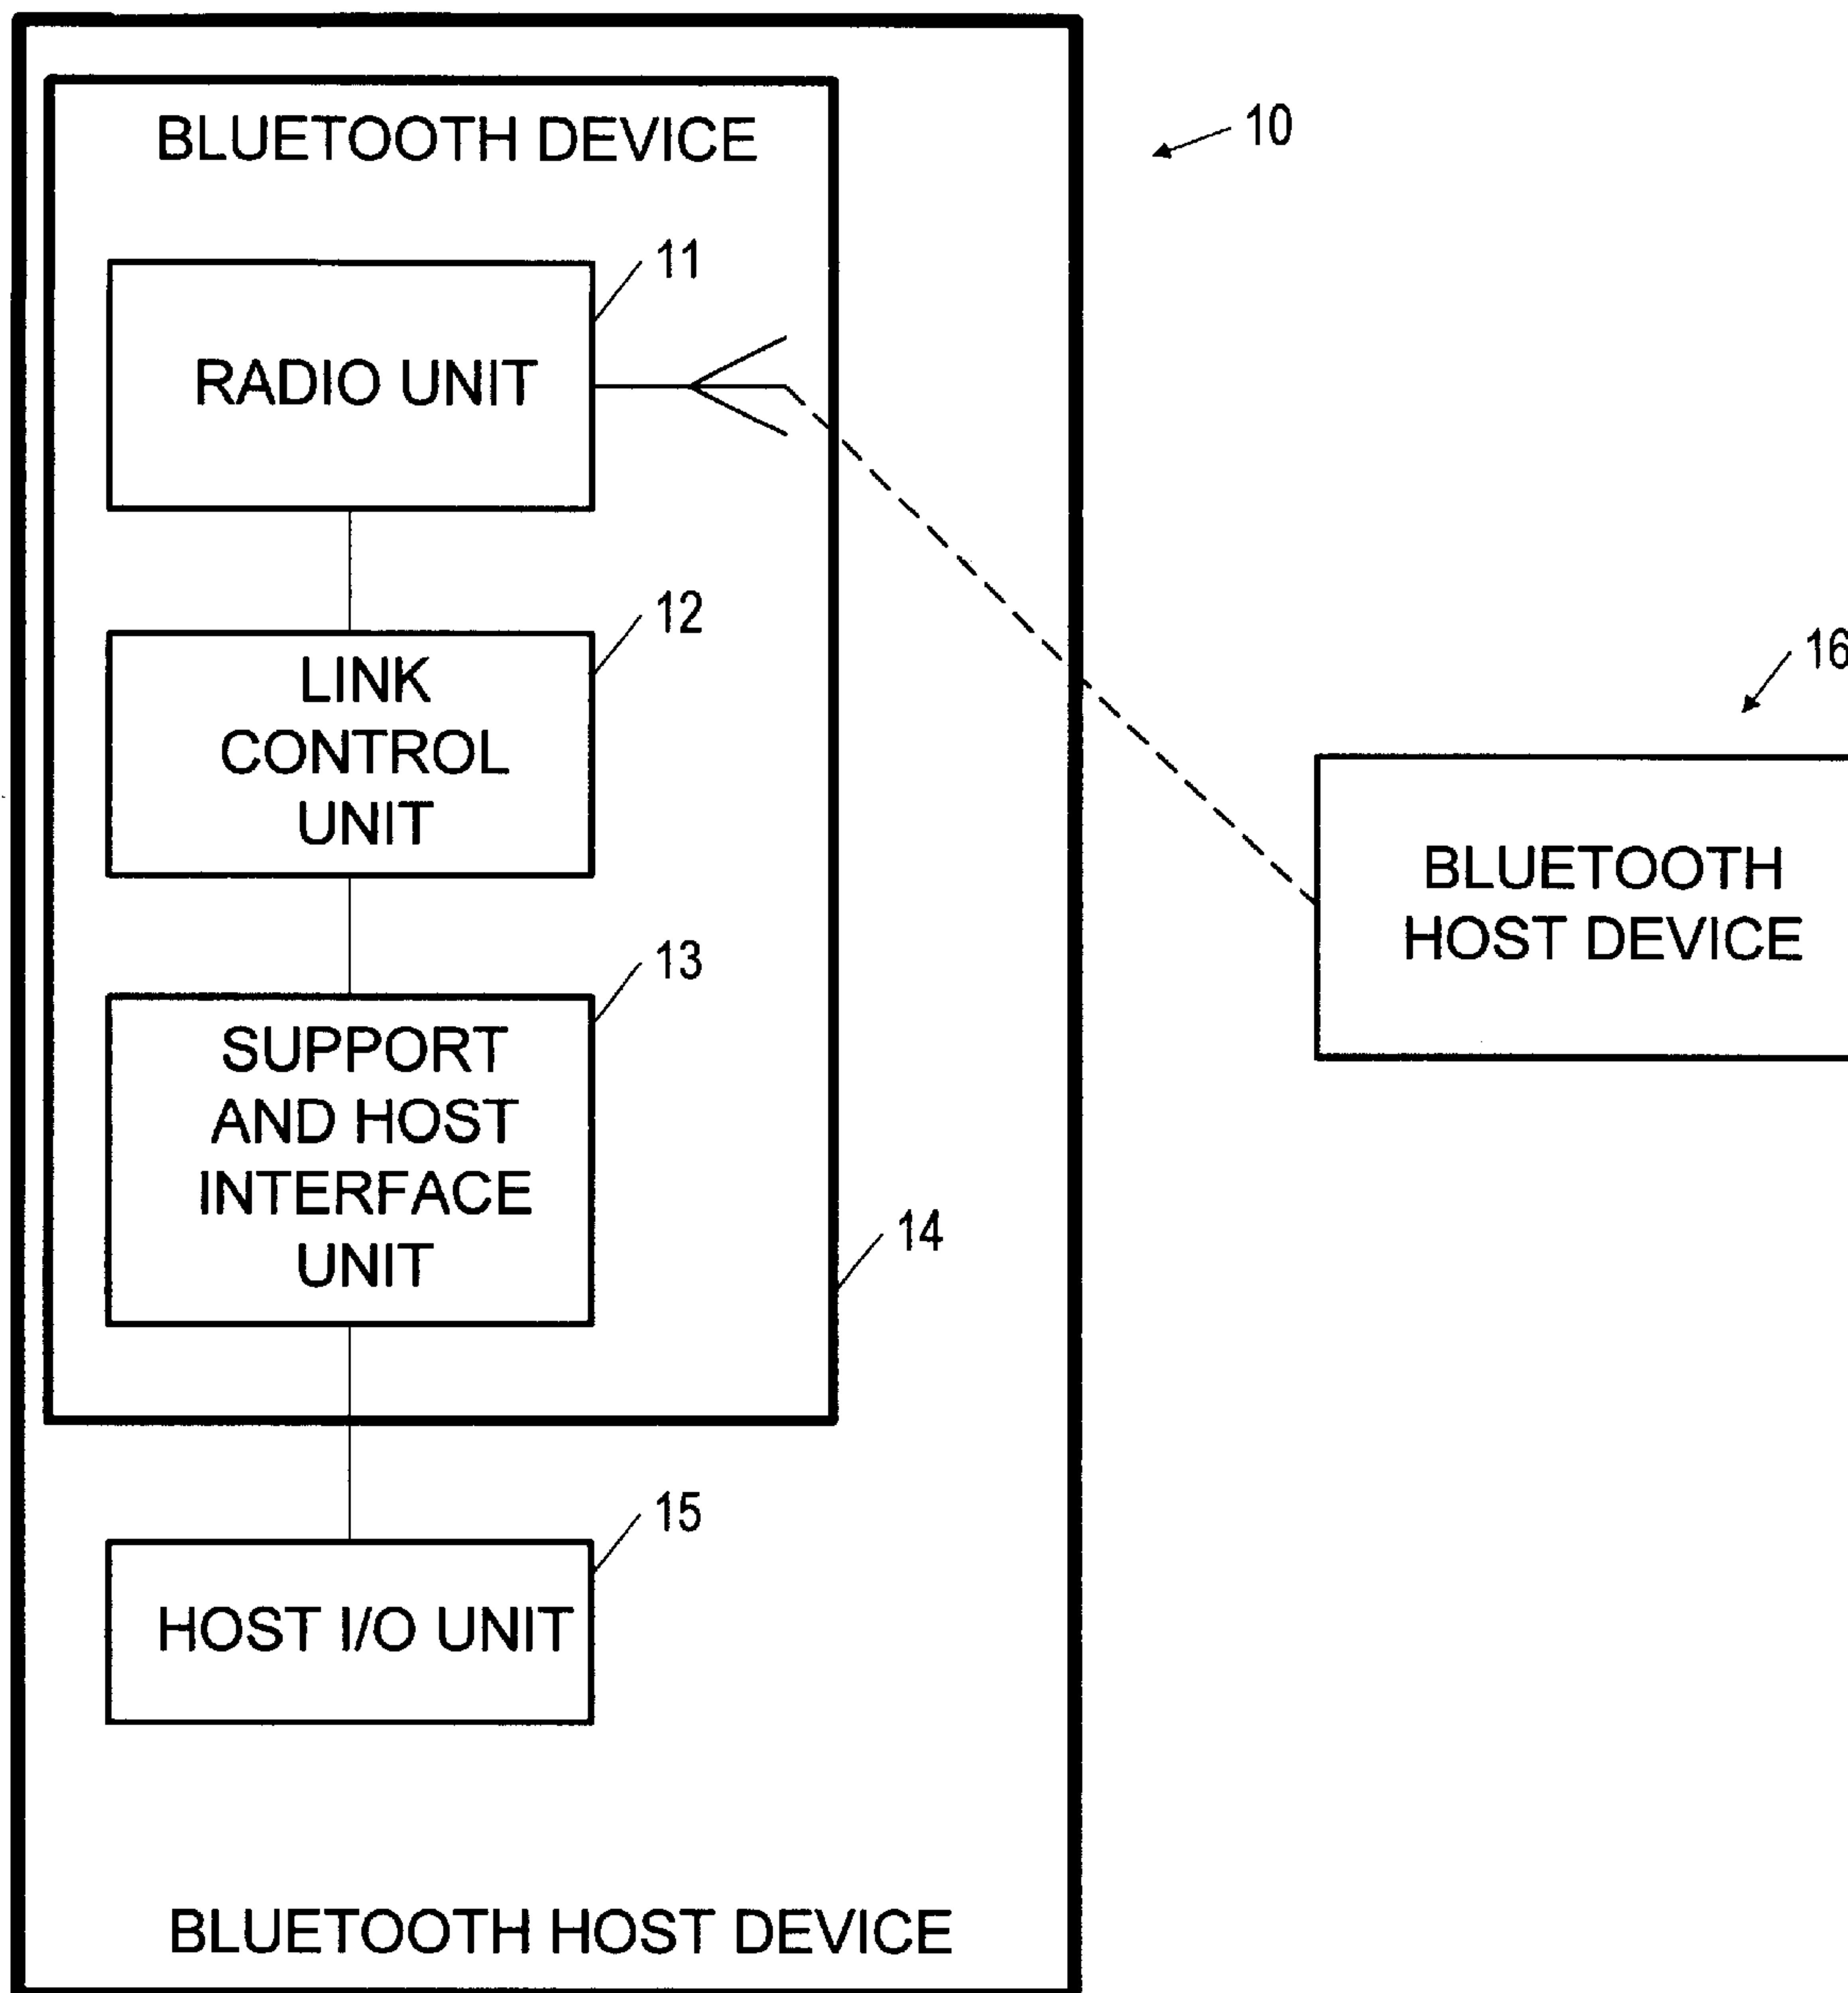 BLUETOOTH DEVICE
10
11
RADIO UNIT
12
LINK
CONTROL
UNIT
16
BLUETOOTH
HOST DEVICE
13
SUPPORT
AND HOST
INTERFACE
UNIT
14
15
HOST I/O UNIT
BLUETOOTH HOST DEVICE